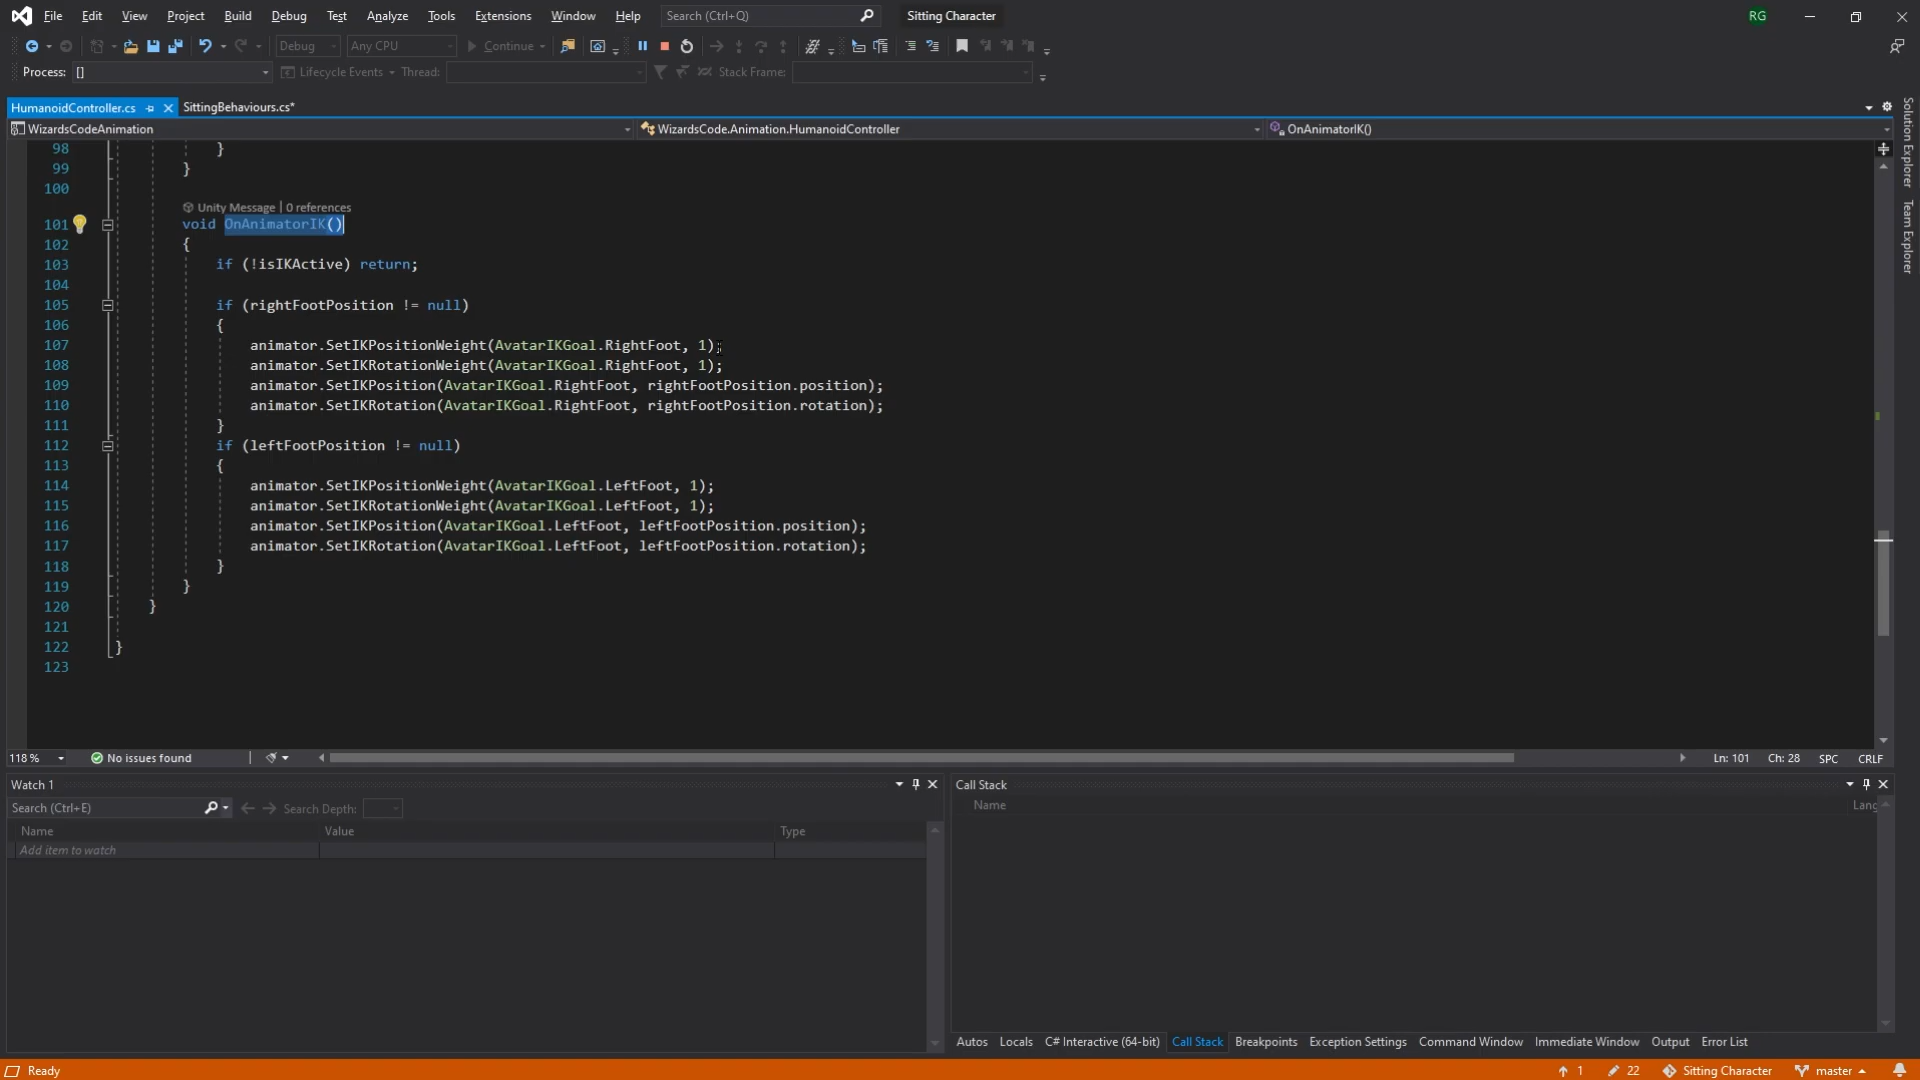 File Edit View Project Build Debug Test Analyze Tools Extensions Window Help Search (Ctrl+Q) Sitting Character RG
Debug Any CPU Continue
Process: [] Lifecycle Events Thread: Stack Frame:
HumanoidController.cs SittingBehaviours.cs*
WizardsCodeAnimation WizardsCode.Animation.HumanoidController OnAnimatorIK()
98 }
99 }
100
Unity Message | 0 references
101 void OnAnimatorIK()
102 {
103 if (!isIKActive) return;
104
105 if (rightFootPosition != null)
106 {
107 animator.SetIKPositionWeight(AvatarIKGoal.RightFoot, 1);
108 animator.SetIKRotationWeight(AvatarIKGoal.RightFoot, 1);
109 animator.SetIKPosition(AvatarIKGoal.RightFoot, rightFootPosition.position);
110 animator.SetIKRotation(AvatarIKGoal.RightFoot, rightFootPosition.rotation);
111 }
112 if (leftFootPosition != null)
113 {
114 animator.SetIKPositionWeight(AvatarIKGoal.LeftFoot, 1);
115 animator.SetIKRotationWeight(AvatarIKGoal.LeftFoot, 1);
116 animator.SetIKPosition(AvatarIKGoal.LeftFoot, leftFootPosition.position);
117 animator.SetIKRotation(AvatarIKGoal.LeftFoot, leftFootPosition.rotation);
118 }
119 }
120 }
121
122 }
123
Solution Explorer
Team Explorer
118 % No issues found Ln: 101 Ch: 28 SPC CRLF
Watch 1
Search (Ctrl+E) Search Depth:
Name Value Type
Add item to watch
Call Stack
Name Lang
Autos Locals C# Interactive (64-bit) Call Stack Breakpoints Exception Settings Command Window Immediate Window Output Error List
Ready 1 22 Sitting Character master